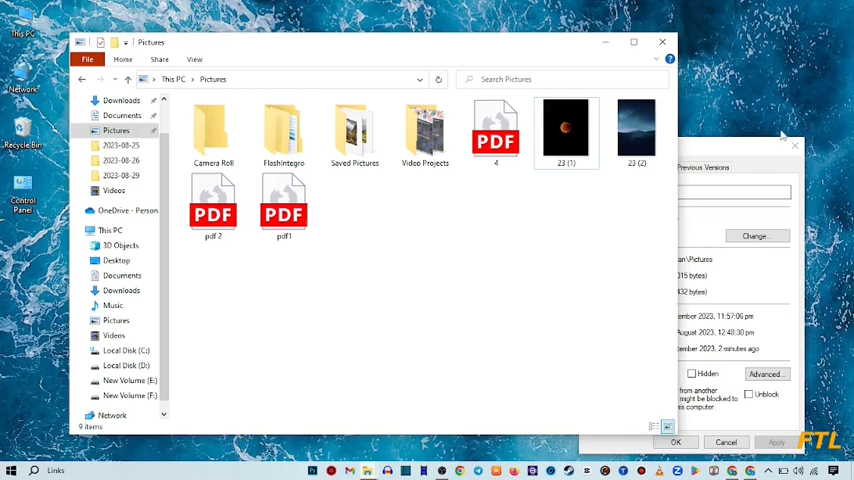 This PC
Network
Recycle Bin
Control
Panel
Pictures
File
Home
Share
View
This PC
Pictures
Search Pictures
Downloads
Documents
Pictures
2023-08-25
2023-08-26
2023-08-29
Videos
OneDrive - Person
This PC
3D Objects
Desktop
Documents
Downloads
Music
Pictures
Videos
Local Disk (C:)
Local Disk (D:)
New Volume (E:)
New Volume (F:)
Network
9 items
Camera Roll
FlashIntegro
Saved Pictures
Video Projects
PDF
4
23 (1)
23 (2)
PDF
pdf 2
PDF
pdf1
Previous Versions
Change...
an\Pictures
015 bytes)
432 bytes)
ember 2023, 11:57:06 pm
August 2023, 12:48:30 pm
tember 2023, 2 minutes ago
Hidden
Advanced...
from another
might be blocked to
his computer.
Unblock
OK
Cancel
Apply
FTL
Links